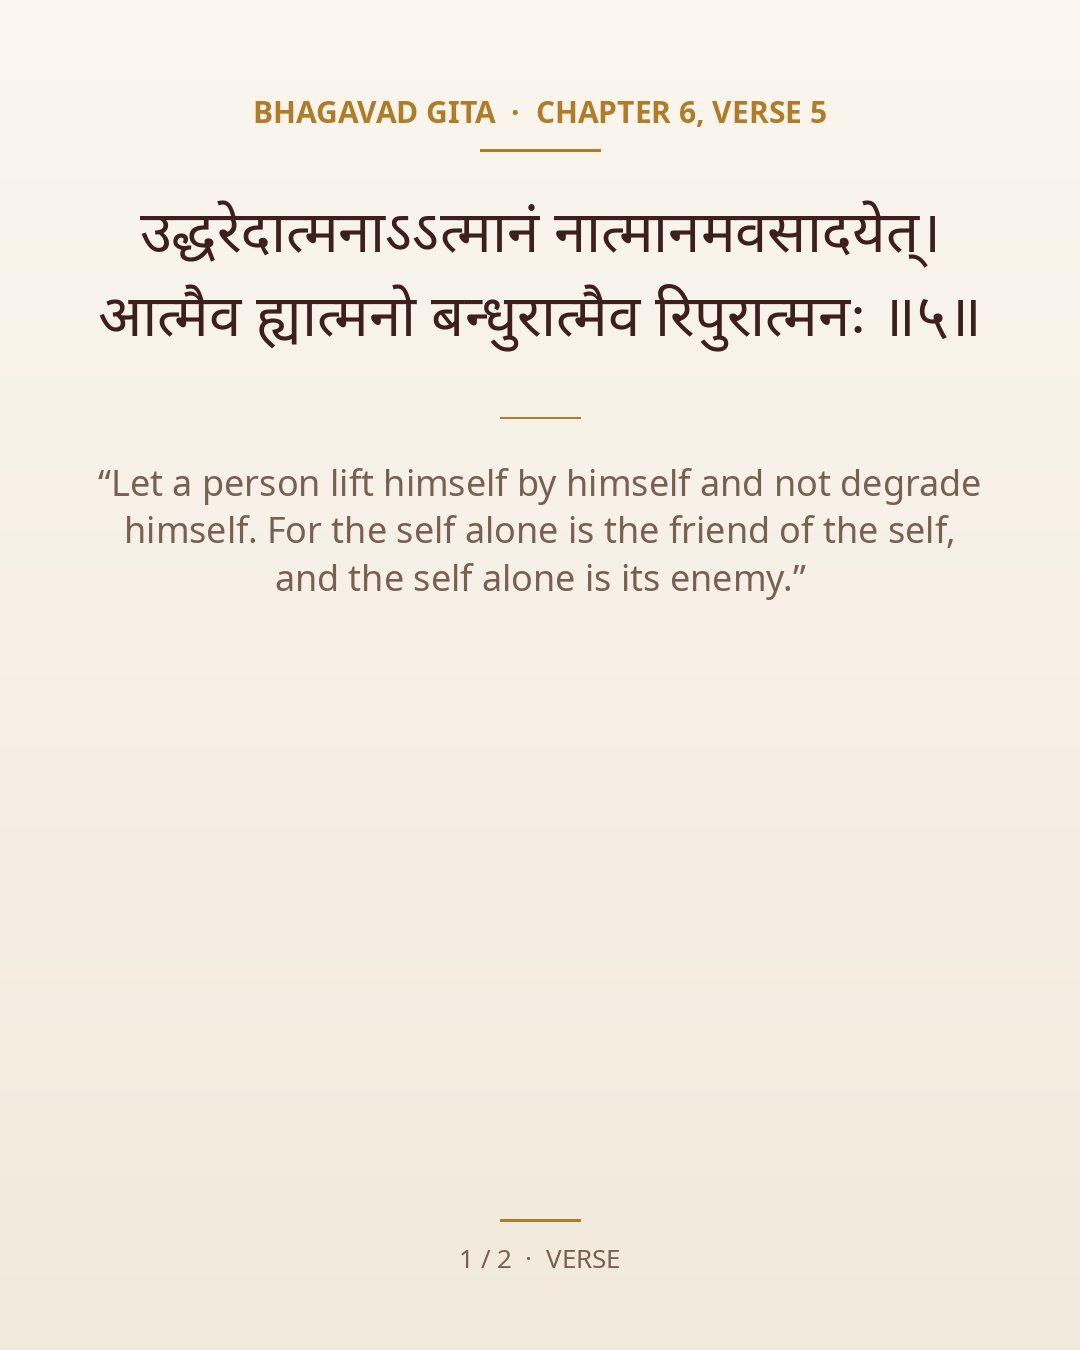 BHAGAVAD GITA · CHAPTER 6, VERSE 5
उद्धरेदात्मनाऽऽत्मानं नात्मानमवसादयेत्।
आत्मैव ह्यात्मनो बन्धुरात्मैव रिपुरात्मनः ॥५॥
“Let a person lift himself by himself and not degrade
himself. For the self alone is the friend of the self,
and the self alone is its enemy.”
1 / 2 · VERSE